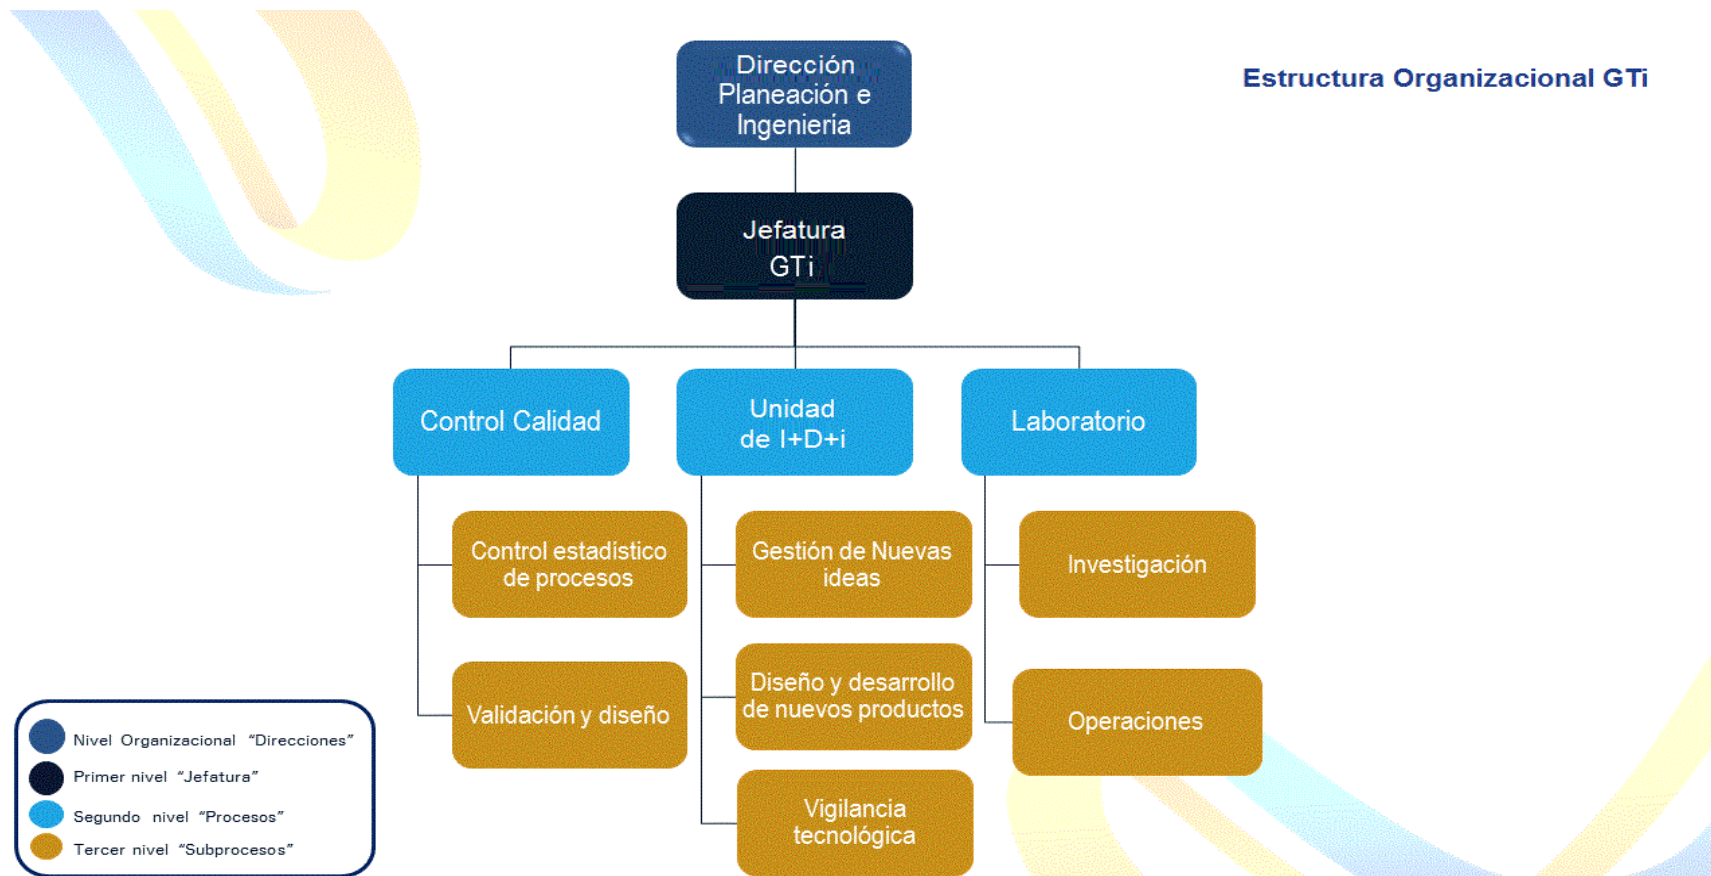 Estructura Organizacional GTi
Dirección
Planeación e
Ingeniería
Jefatura
GTi
Control Calidad
Unidad
de I+D+i
Laboratorio
Control estadístico
de procesos
Gestión de Nuevas
ideas
Investigación
Validación y diseño
Diseño y desarrollo
de nuevos productos
Operaciones
Vigilancia
tecnológica
Nivel Organizacional “Direcciones”
Primer nivel “Jefatura”
Segundo nivel “Procesos”
Tercer nivel “Subprocesos”